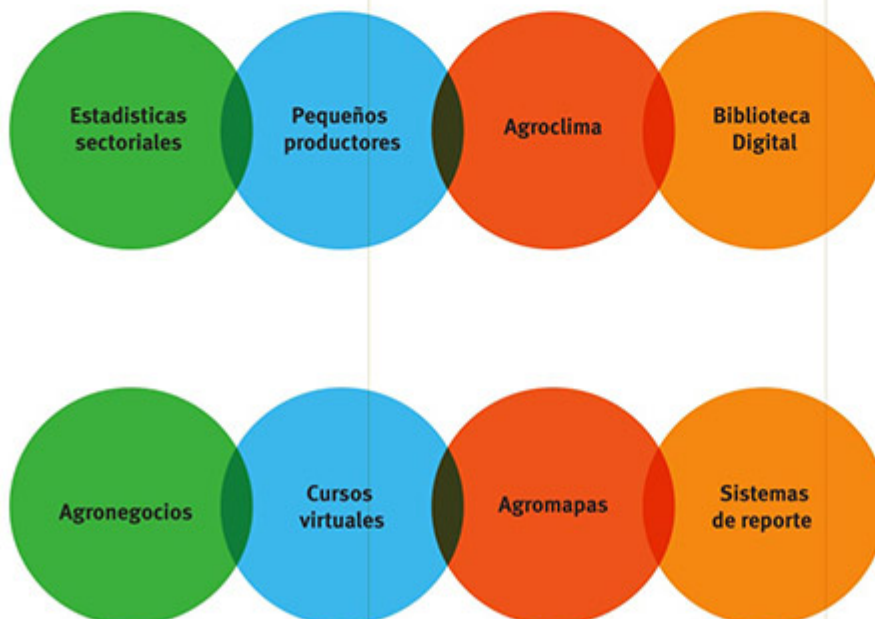 Estadisticas
sectoriales
Pequeños
productores
Agroclima
Biblioteca
Digital
Agronegocios
Cursos
virtuales
Agromapas
Sistemas
de reporte